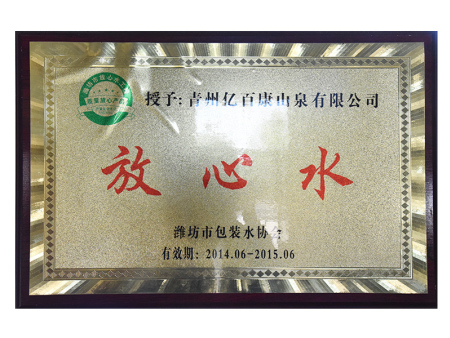 授予：青州亿百康山泉有限公司
放心水
潍坊市包装水协会
有效期：2014.06-2015.06